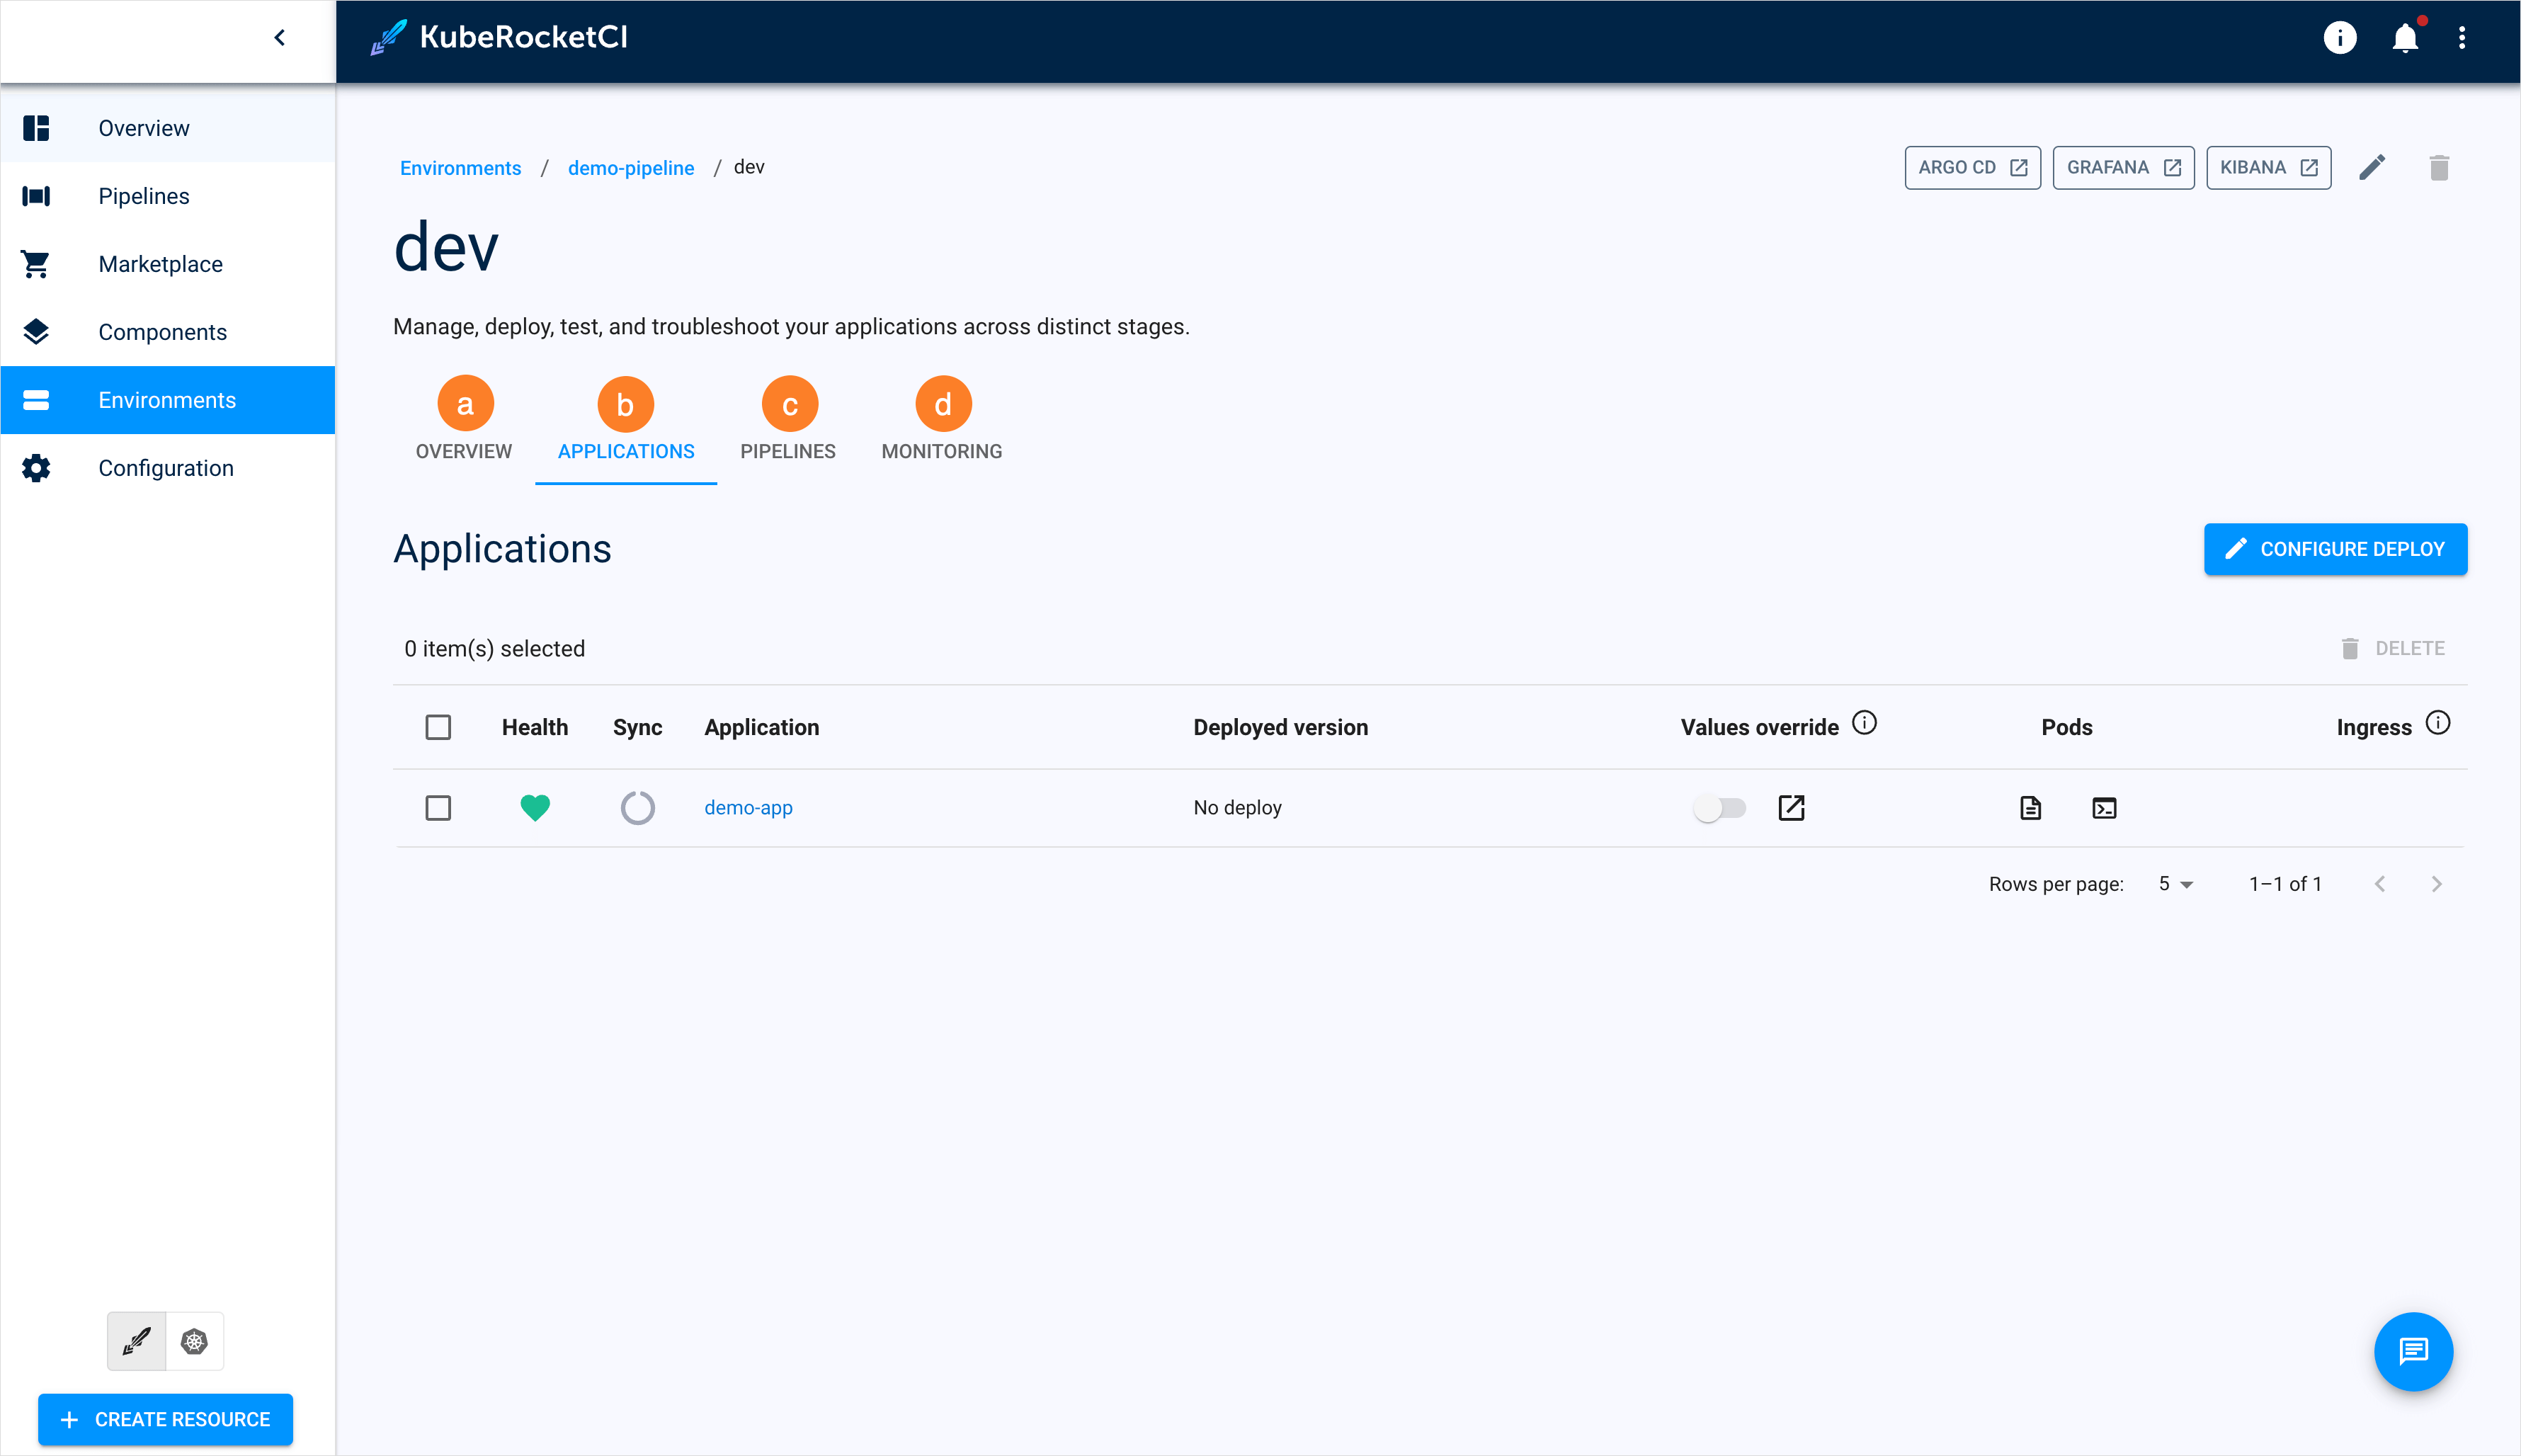 KubeRocketCI
Overview
Pipelines
Marketplace
Components
Environments
Configuration
CREATE RESOURCE
Environments / demo-pipeline / dev
ARGO CD GRAFANA KIBANA
dev
Manage, deploy, test, and troubleshoot your applications across distinct stages.
a b c d
OVERVIEW APPLICATIONS PIPELINES MONITORING
Applications
CONFIGURE DEPLOY
0 item(s) selected
DELETE
Health Sync Application Deployed version Values override Pods Ingress
demo-app No deploy
Rows per page: 5 1–1 of 1